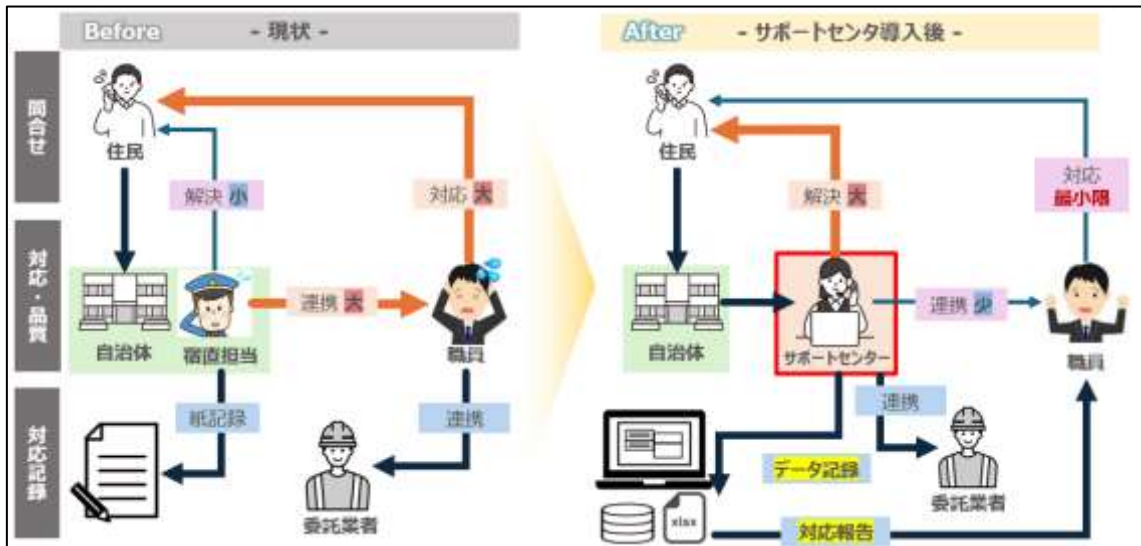 Before - 現状 -
After - サポートセンタ導入後 -
問合せ
住民
解決 小
対応 大
住民
解決 大
対応
最小限
対応・品質
連携 大
自治体
宿直担当
職員
自治体
サポートセンター
連携 少
職員
対応記録
紙記録
連携
委託業者
連携
データ記録
xlsx
委託業者
対応報告